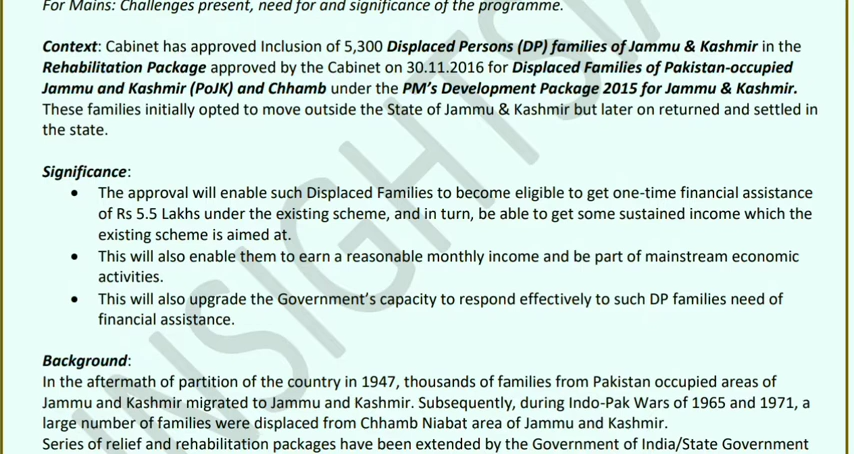 For Mains: Challenges present, need for and significance of the programme.
Context: Cabinet has approved Inclusion of 5,300 Displaced Persons (DP) families of Jammu & Kashmir in the
Rehabilitation Package approved by the Cabinet on 30.11.2016 for Displaced Families of Pakistan-occupied
Jammu and Kashmir (PoJK) and Chhamb under the PM's Development Package 2015 for Jammu & Kashmir.
These families initially opted to move outside the State of Jammu & Kashmir but later on returned and settled in
the state.
Significance:
• The approval will enable such Displaced Families to become eligible to get one-time financial assistance
of Rs 5.5 Lakhs under the existing scheme, and in turn, be able to get some sustained income which the
existing scheme is aimed at.
• This will also enable them to earn a reasonable monthly income and be part of mainstream economic
activities.
• This will also upgrade the Government's capacity to respond effectively to such DP families need of
financial assistance.
Background:
In the aftermath of partition of the country in 1947, thousands of families from Pakistan occupied areas of
Jammu and Kashmir migrated to Jammu and Kashmir. Subsequently, during Indo-Pak Wars of 1965 and 1971, a
large number of families were displaced from Chhamb Niabat area of Jammu and Kashmir.
Series of relief and rehabilitation packages have been extended by the Government of India/State Government
INSIGHTSIA